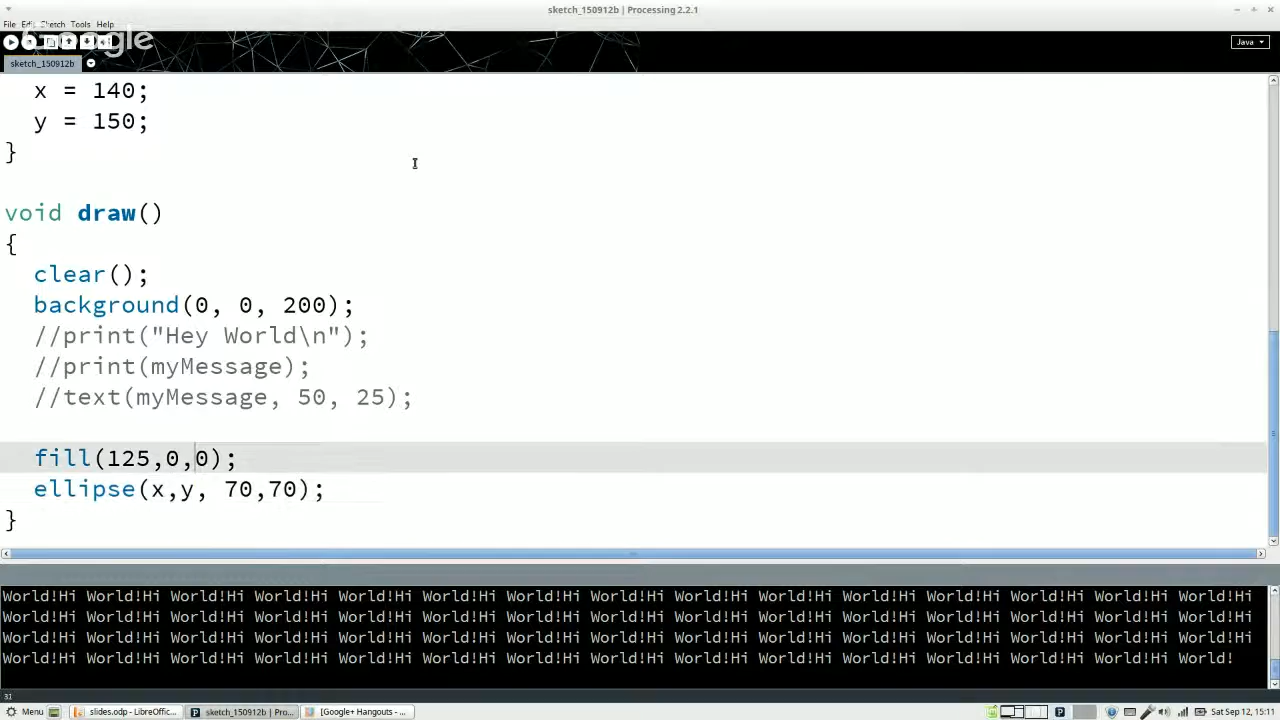 sketch_150912b | Processing 2.2.1
File Edit Sketch Tools Help
Google
Java
sketch_150912b
x = 140;
y = 150;
}
void draw()
{
clear();
background(0, 0, 200);
//print("Hey World\n");
//print(myMessage);
//text(myMessage, 50, 25);
fill(125,0,0);
ellipse(x,y, 70,70);
}
World!Hi World!Hi World!Hi World!Hi World!Hi World!Hi World!Hi World!Hi World!Hi World!Hi World!Hi World!Hi World!Hi World!Hi World!Hi
World!Hi World!Hi World!Hi World!Hi World!Hi World!Hi World!Hi World!Hi World!Hi World!Hi World!Hi World!Hi World!Hi World!Hi World!Hi
World!Hi World!Hi World!Hi World!Hi World!Hi World!Hi World!Hi World!Hi World!Hi World!Hi World!Hi World!Hi World!Hi World!Hi World!Hi
World!Hi World!Hi World!Hi World!Hi World!Hi World!Hi World!Hi World!Hi World!Hi World!Hi World!Hi World!Hi World!Hi World!Hi World!
31
Menu slides.odp - LibreOffic... sketch_150912b | Pro... [Google+ Hangouts - ... Sat Sep 12, 15:11